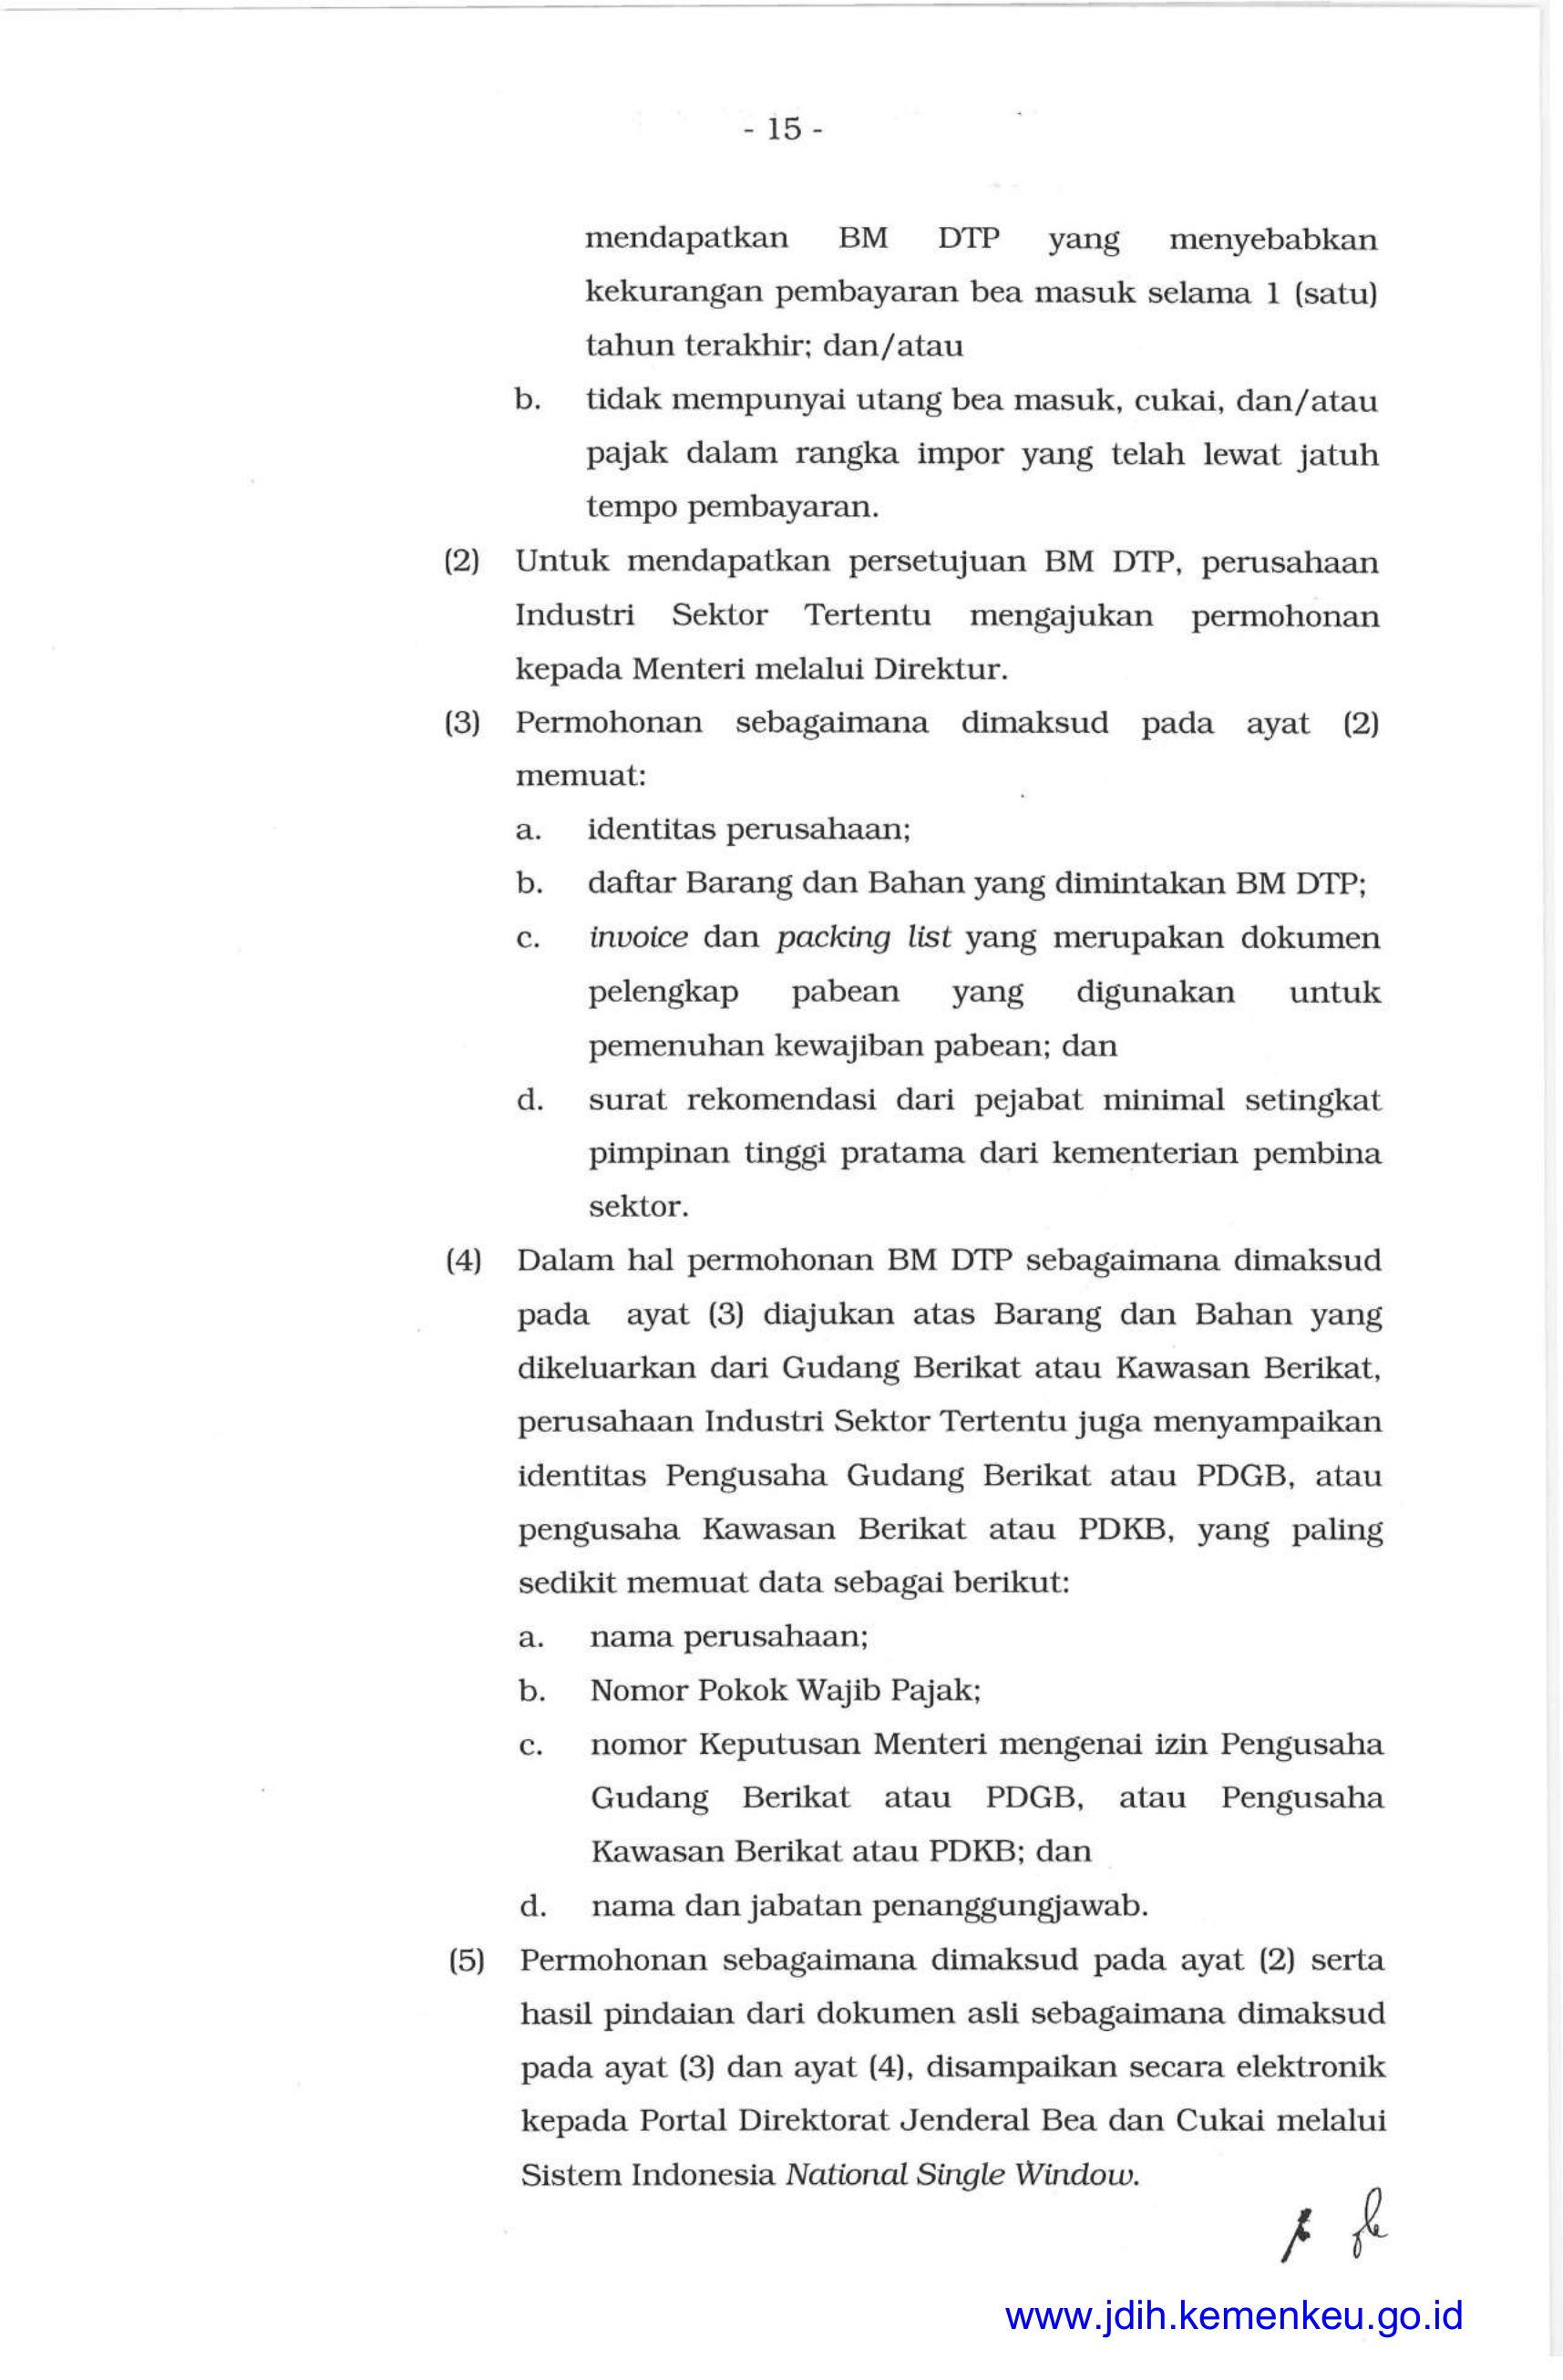 - 15 -
mendapatkan BM DTP yang menyebabkan
kekurangan pembayaran bea masuk selama 1 (satu)
tahun terakhir; dan/atau
b. tidak mempunyai utang bea masuk, cukai, dan/atau
pajak dalam rangka impor yang telah lewat jatuh
tempo pembayaran.
(2) Untuk mendapatkan persetujuan BM DTP, perusahaan
Industri Sektor Tertentu mengajukan permohonan
kepada Menteri melalui Direktur.
(3) Permohonan sebagaimana dimaksud pada ayat (2)
memuat:
a. identitas perusahaan;
b. daftar Barang dan Bahan yang dimintakan BM DTP;
c. invoice dan packing list yang merupakan dokumen
pelengkap pabean yang digunakan untuk
pemenuhan kewajiban pabean; dan
d. surat rekomendasi dari pejabat minimal setingkat
pimpinan tinggi pratama dari kementerian pembina
sektor.
(4) Dalam hal permohonan BM DTP sebagaimana dimaksud
pada ayat (3) diajukan atas Barang dan Bahan yang
dikeluarkan dari Gudang Berikat atau Kawasan Berikat,
perusahaan Industri Sektor Tertentu juga menyampaikan
identitas Pengusaha Gudang Berikat atau PDGB, atau
pengusaha Kawasan Berikat atau PDKB, yang paling
sedikit memuat data sebagai berikut:
a. nama perusahaan;
b. Nomor Pokok Wajib Pajak;
c. nomor Keputusan Menteri mengenai izin Pengusaha
Gudang Berikat atau PDGB, atau Pengusaha
Kawasan Berikat atau PDKB; dan
d. nama dan jabatan penanggungjawab.
(5) Permohonan sebagaimana dimaksud pada ayat (2) serta
hasil pindaian dari dokumen asli sebagaimana dimaksud
pada ayat (3) dan ayat (4), disampaikan secara elektronik
kepada Portal Direktorat Jenderal Bea dan Cukai melalui
Sistem Indonesia National Single Window.
www.jdih.kemenkeu.go.id